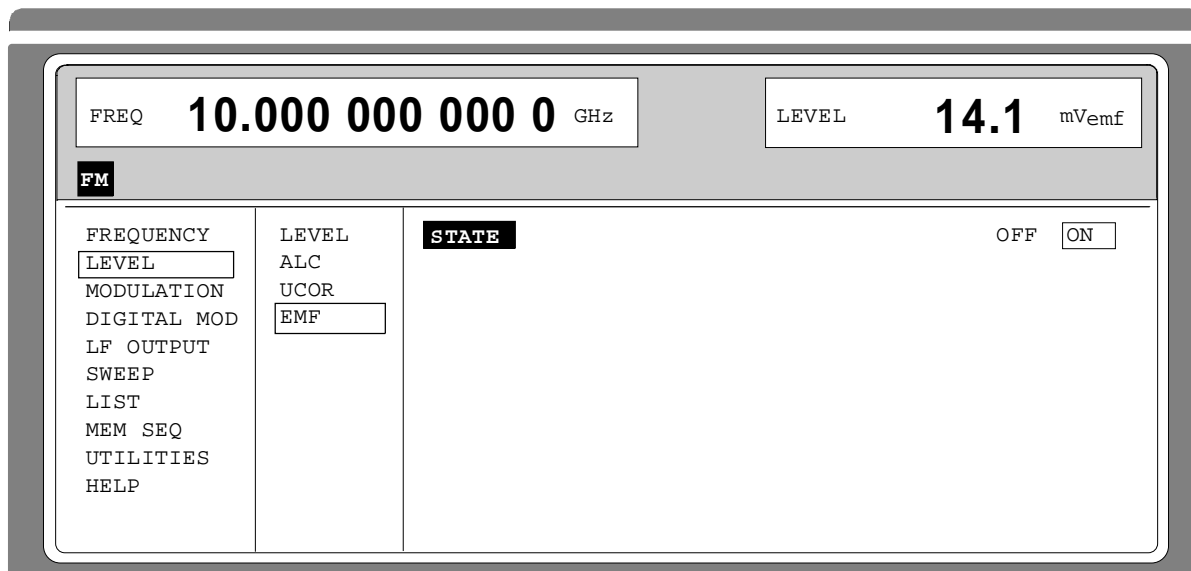 FREQ 10.000 000 000 0 GHz
LEVEL 14.1 mVemf
FM
FREQUENCY
LEVEL
MODULATION
DIGITAL MOD
LF OUTPUT
SWEEP
LIST
MEM SEQ
UTILITIES
HELP
LEVEL
ALC
UCOR
EMF
STATE OFF ON